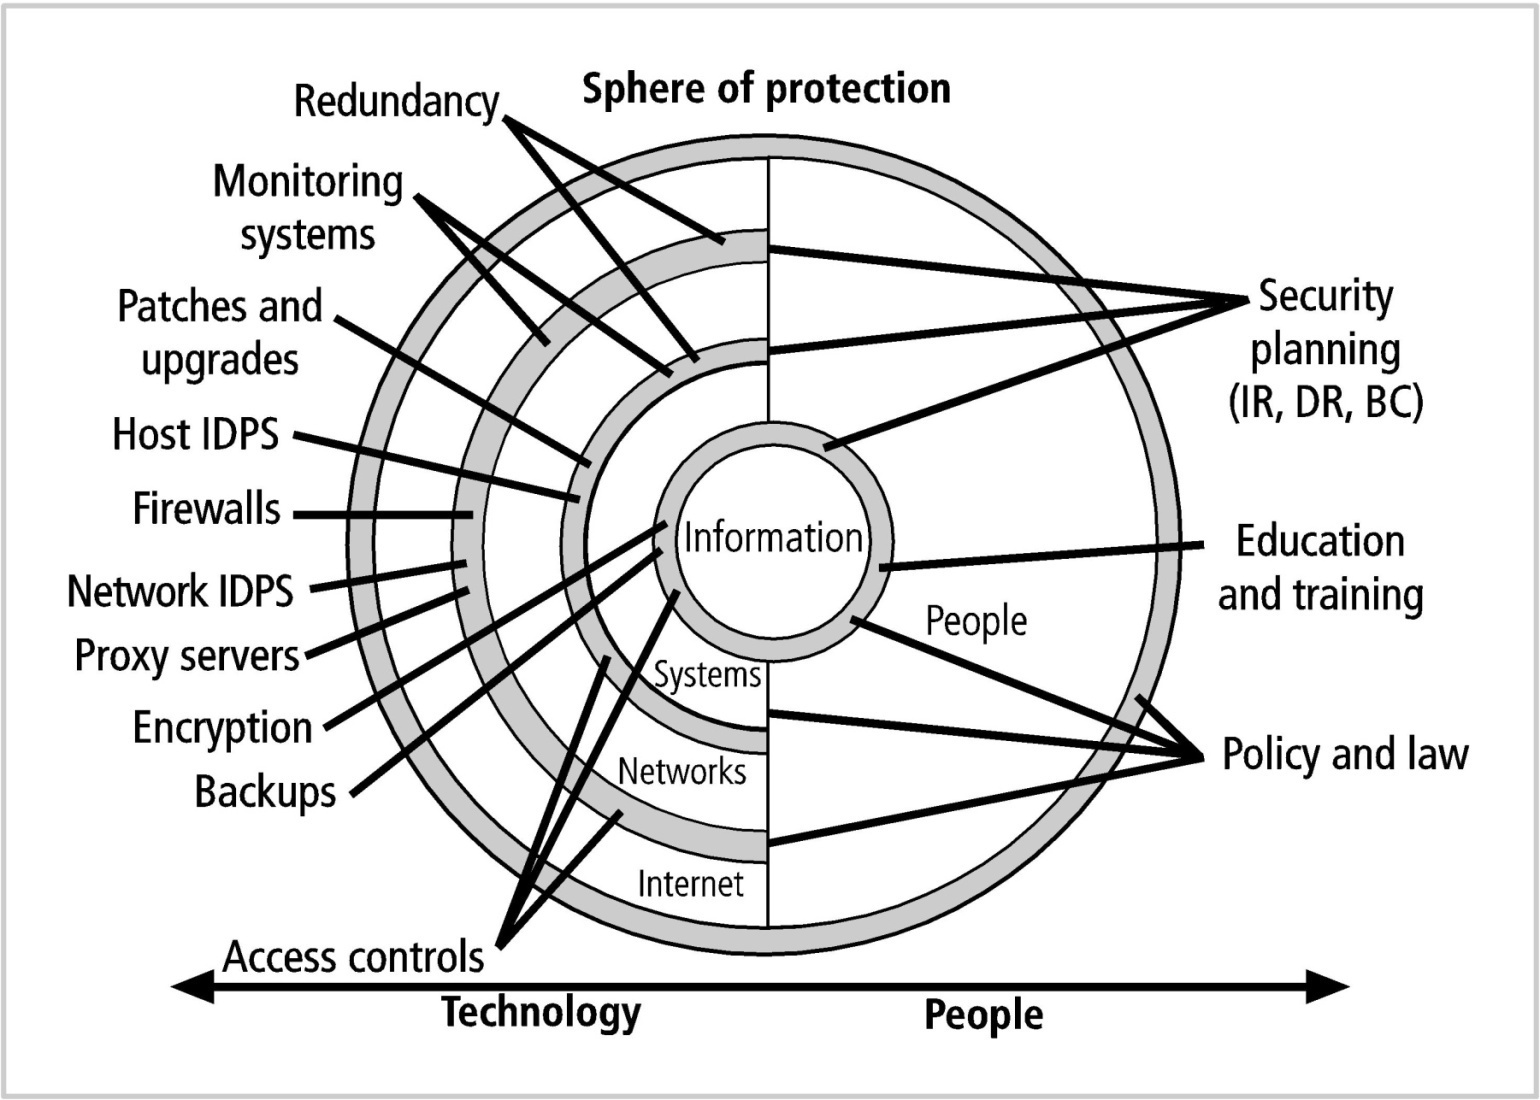 Sphere of protection
Redundancy
Monitoring
systems
Patches and
upgrades
Host IDPS
Firewalls
Network IDPS
Proxy servers
Encryption
Backups
Access controls
Information
Systems
Networks
Internet
People
Security
planning
(IR, DR, BC)
Education
and training
Policy and law
Technology
People